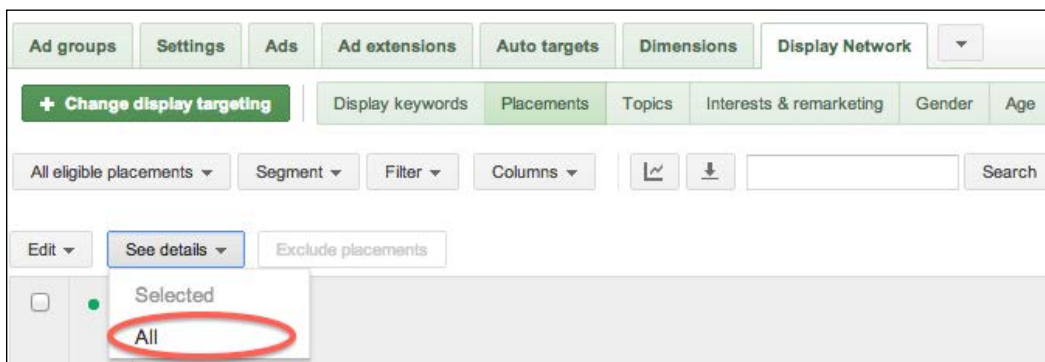 Ad groups Settings Ads Ad extensions Auto targets Dimensions Display Network
+ Change display targeting Display keywords Placements Topics Interests & remarketing Gender Age
All eligible placements Segment Filter Columns Search
Edit See details Exclude placements
Selected
All